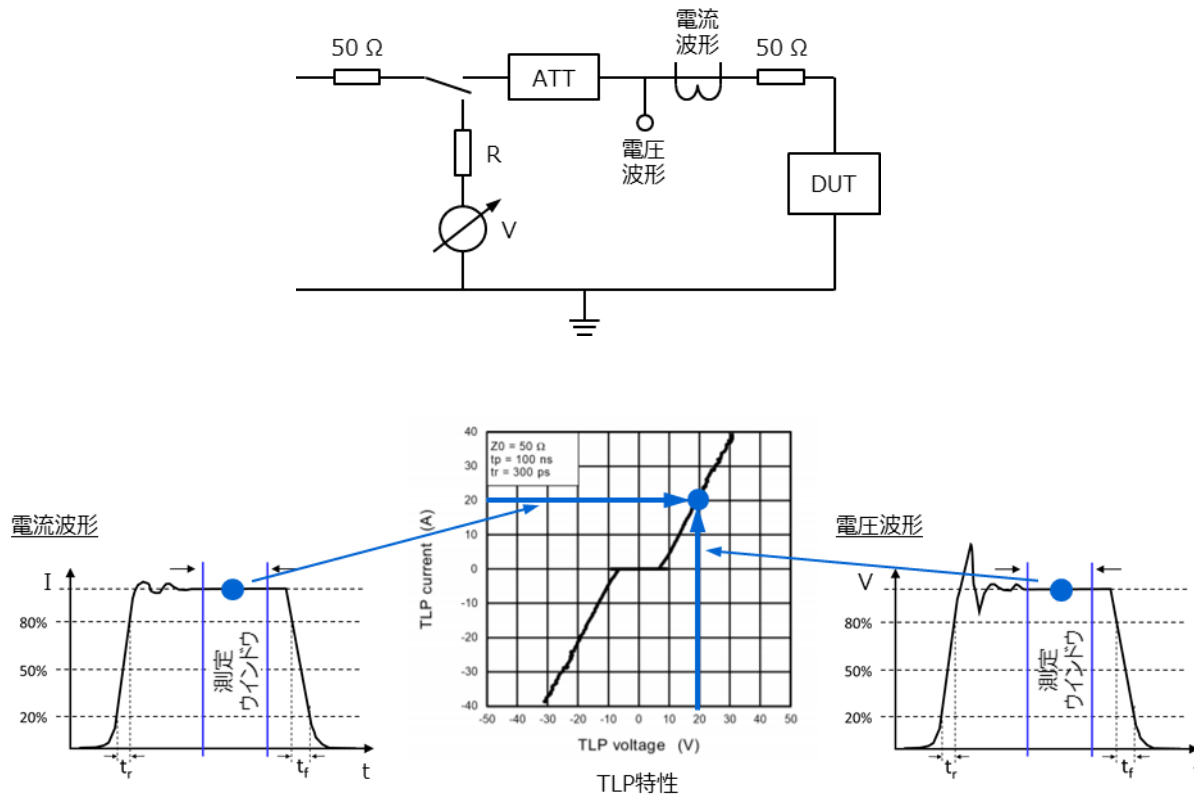 50 Ω
電流
波形
50 Ω
ATT
R
電圧
波形
DUT
V
電流波形
I
80%
50%
20%
測定
ウインドウ
tr
tf
t
Z0 = 50 Ω
tp = 100 ns
tr = 300 ps
TLP current (A)
40
30
20
10
0
-10
-20
-30
-40
-50 -40 -30 -20 -10 0 10 20 30 40 50
TLP voltage (V)
TLP特性
電圧波形
V
80%
50%
20%
測定
ウインドウ
tr
tf